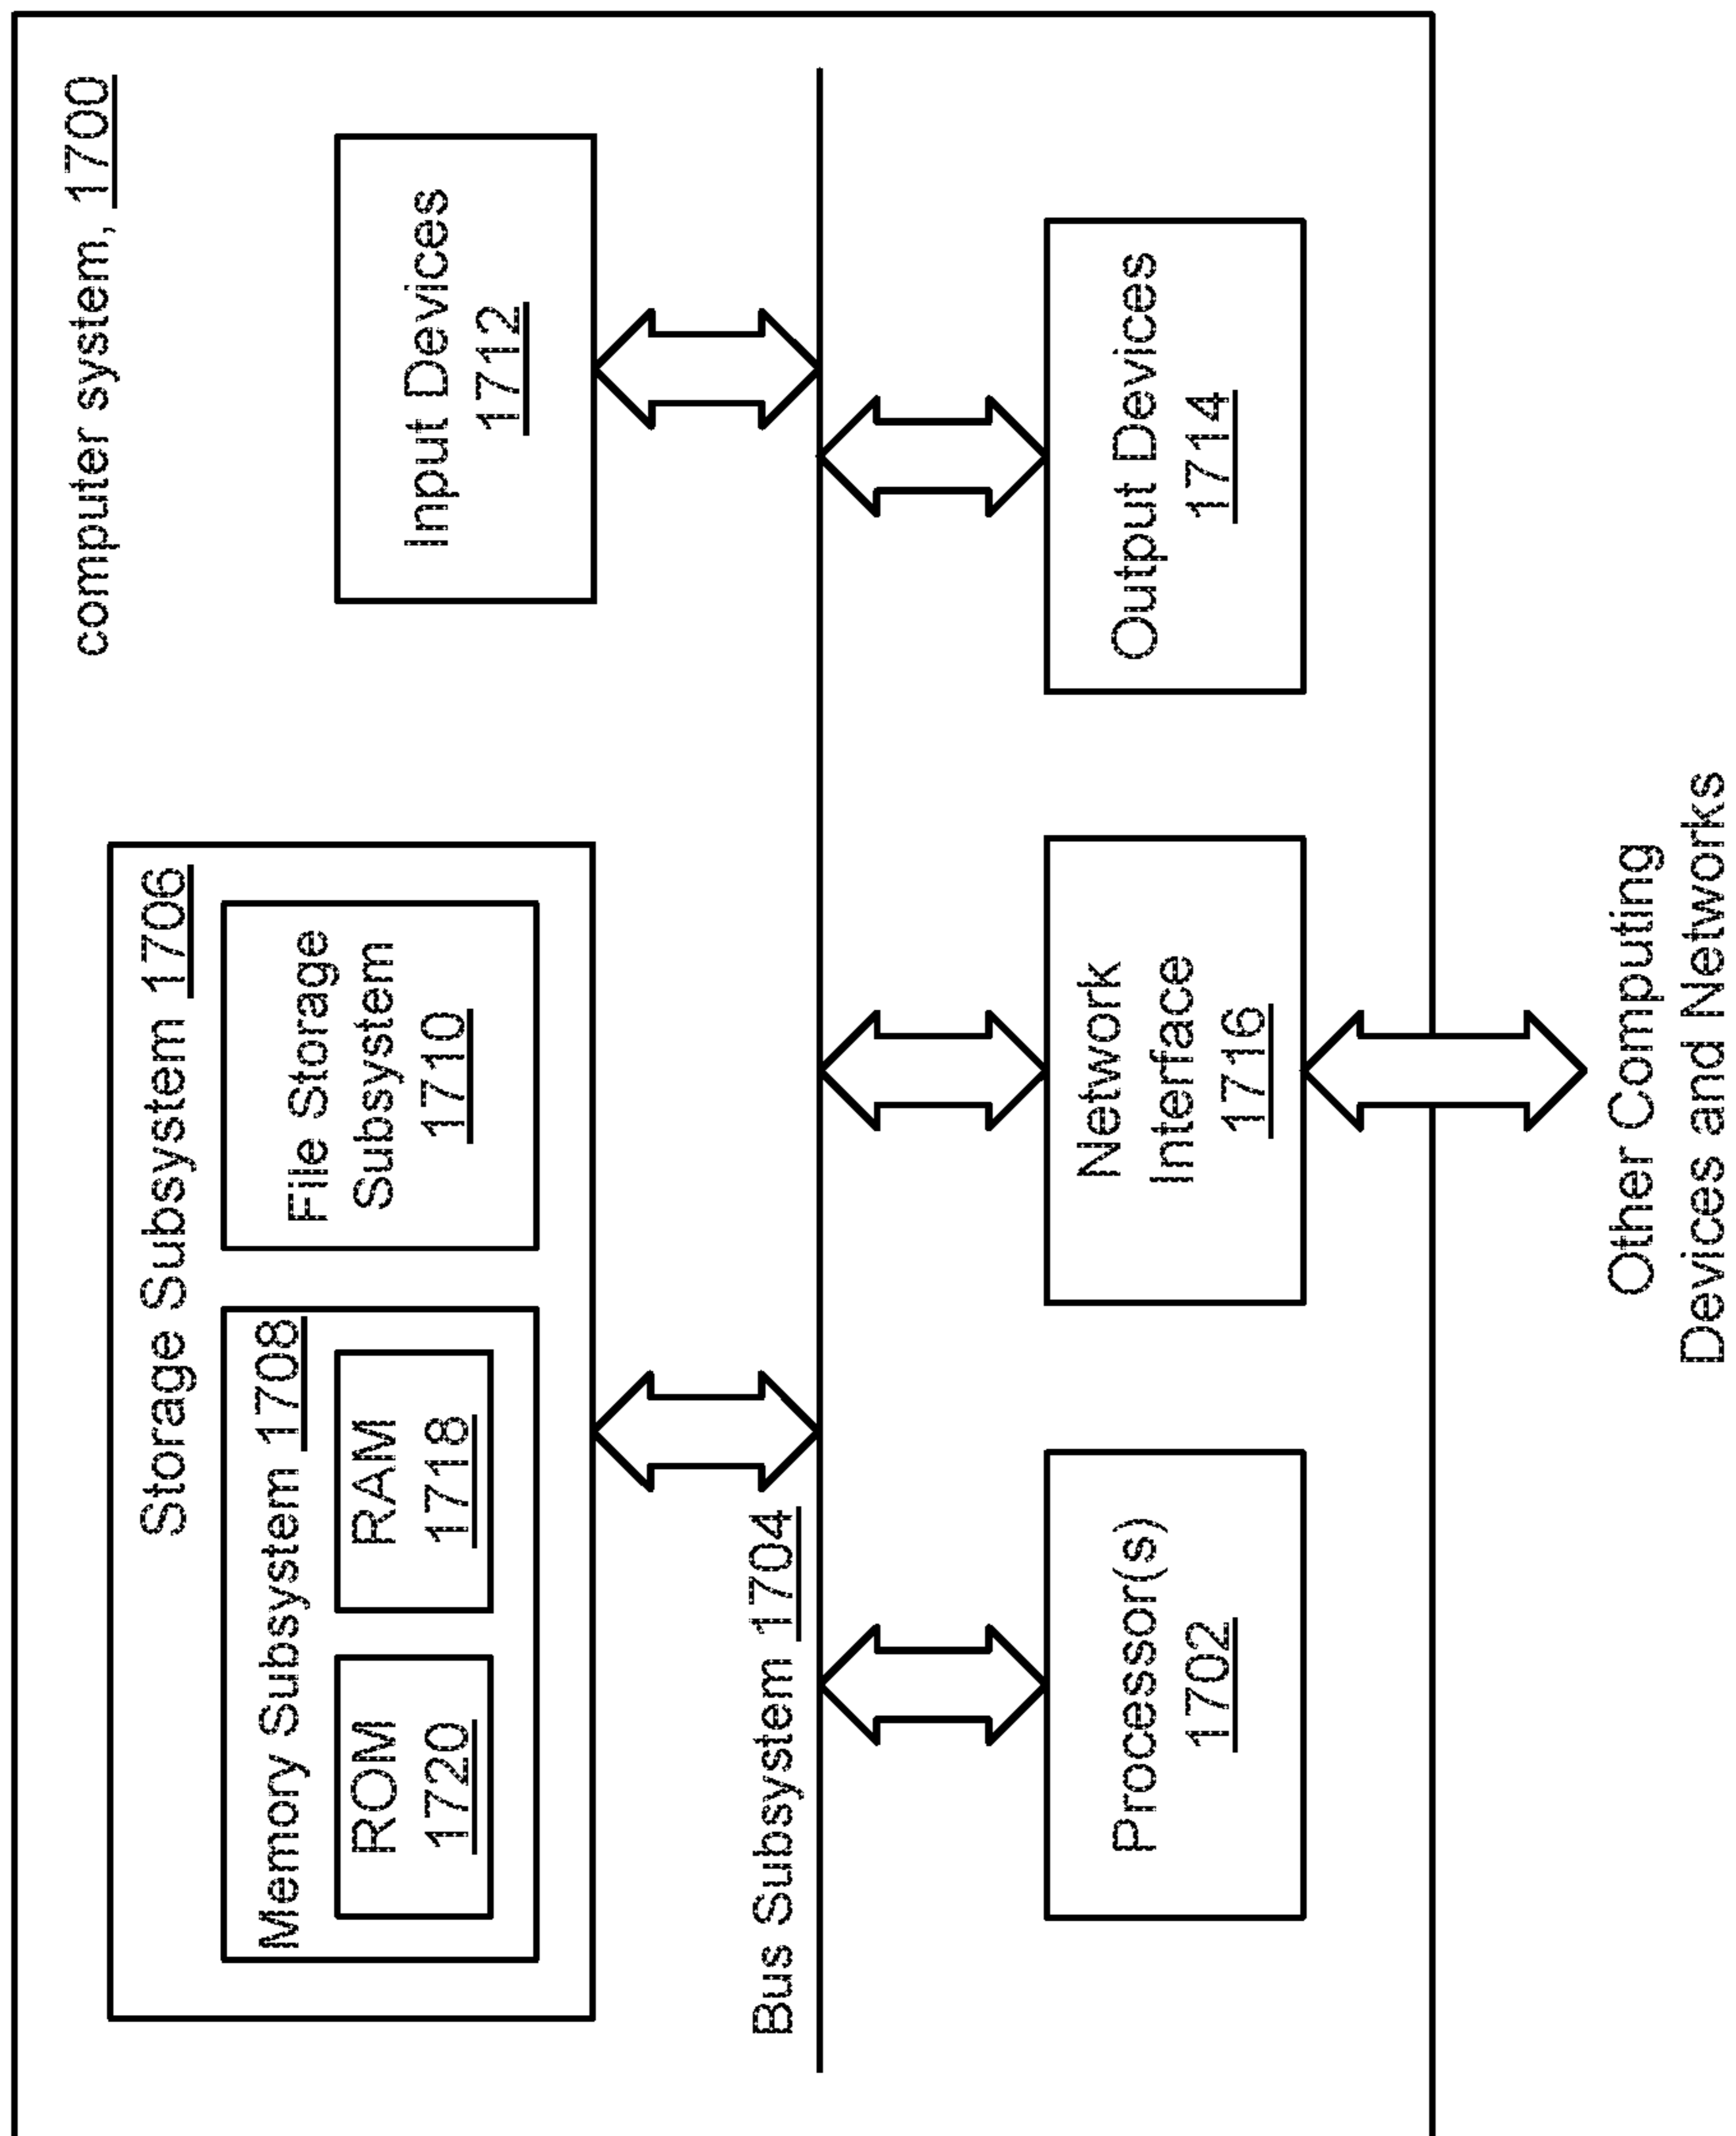 computer system, 1700
Storage Subsystem 1706
Memory Subsystem 1708
ROM
1720
RAM
1718
File Storage
Subsystem
1710
Input Devices
1712
Bus Subsystem 1704
Processor(s)
1702
Network
Interface
1716
Output Devices
1714
Other Computing
Devices and Networks